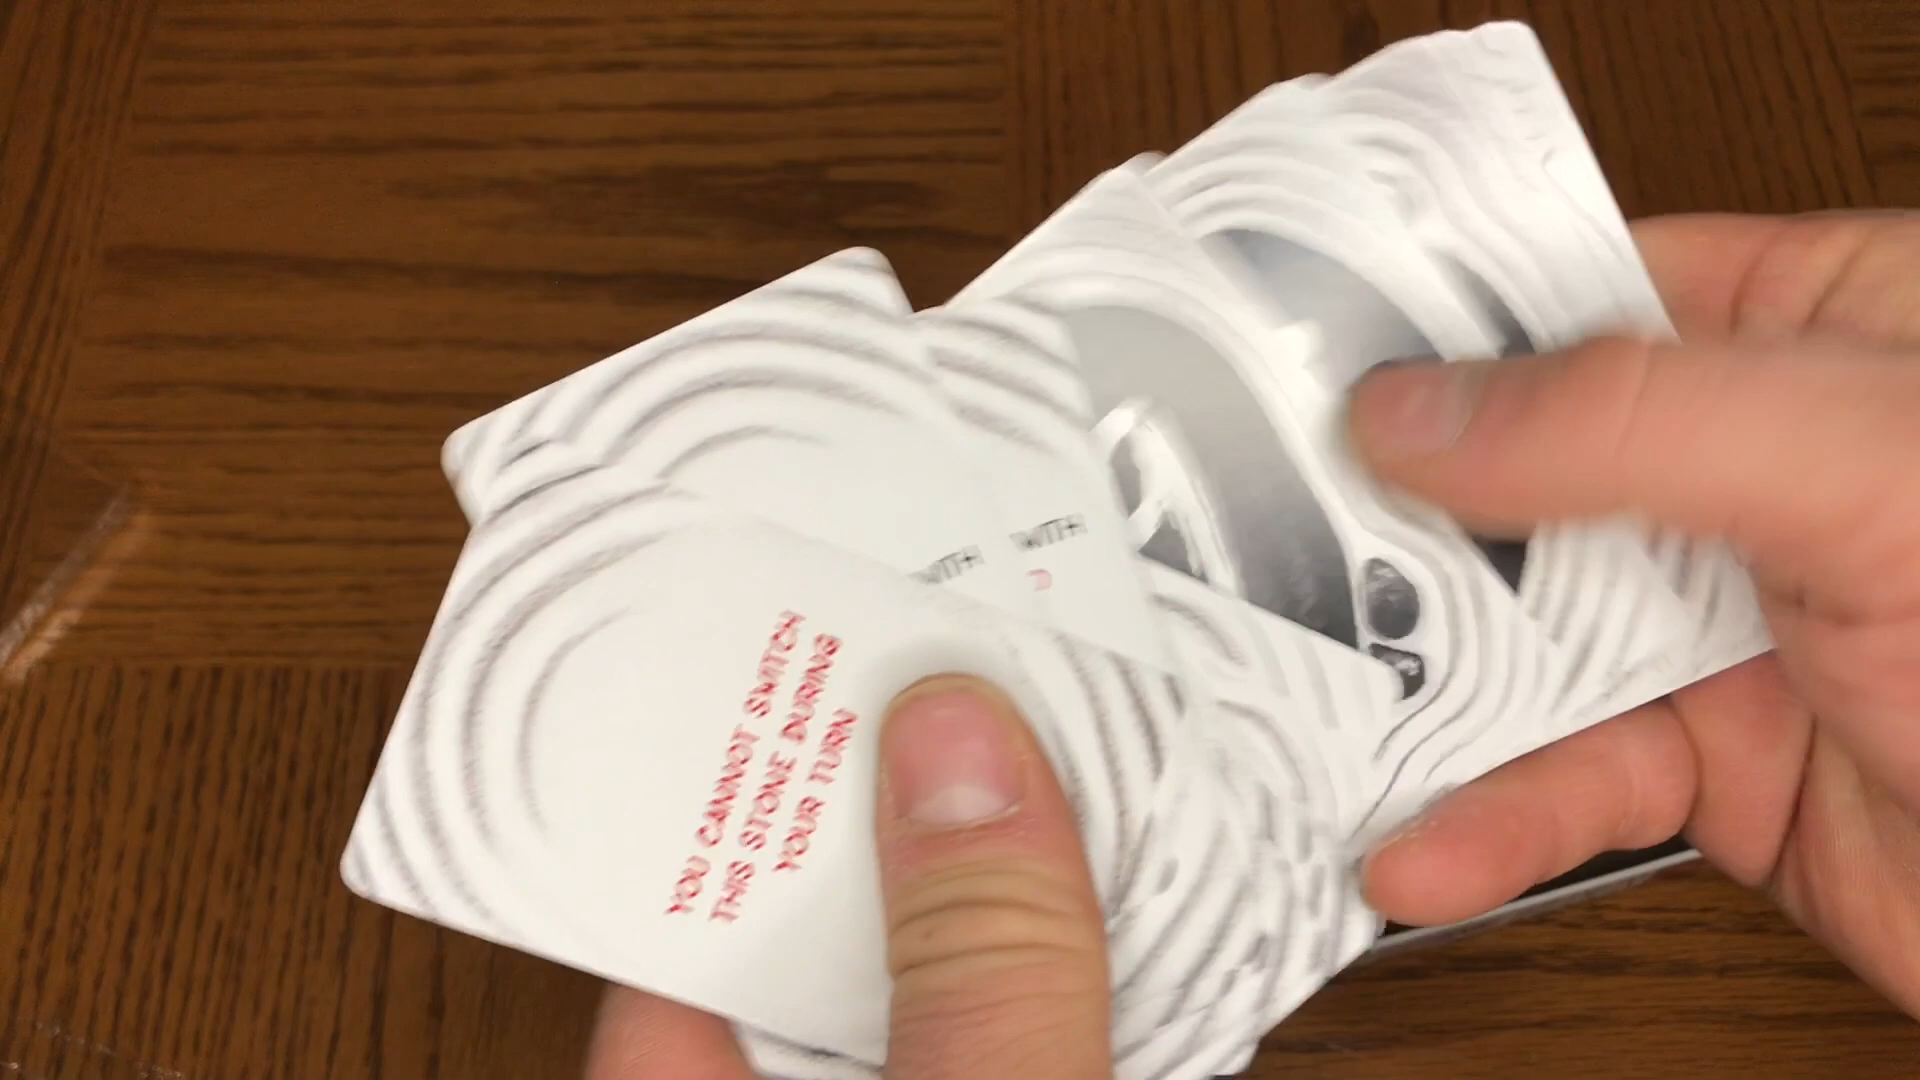 YOU CANNOT SWITCH
THIS STONE DURING
YOUR TURN
WITH
WITH